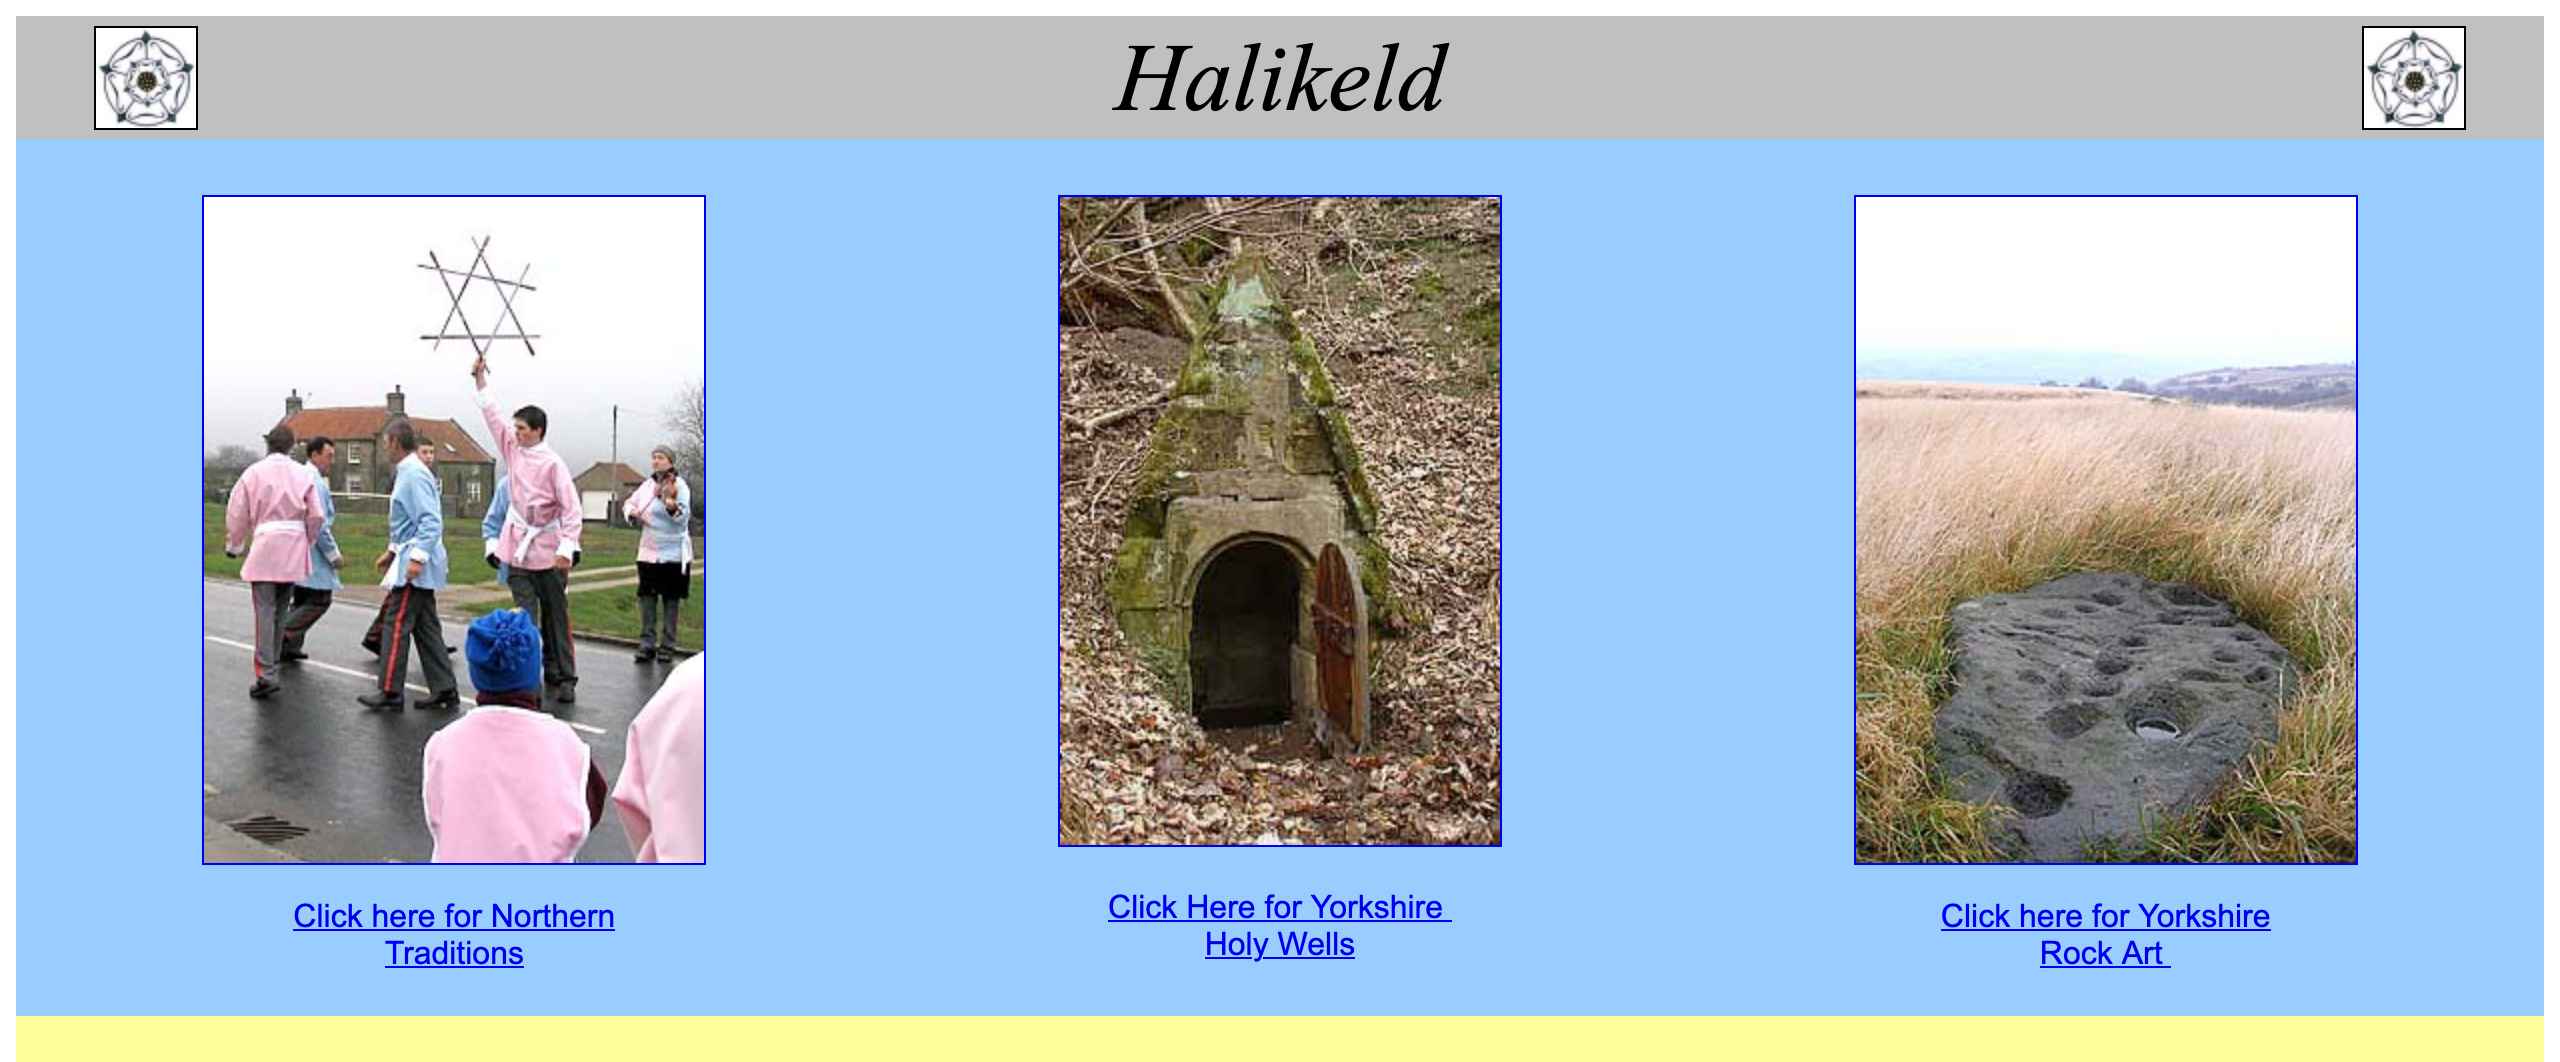 Halikeld
Click here for Northern
Traditions
Click Here for Yorkshire
Holy Wells
Click here for Yorkshire
Rock Art